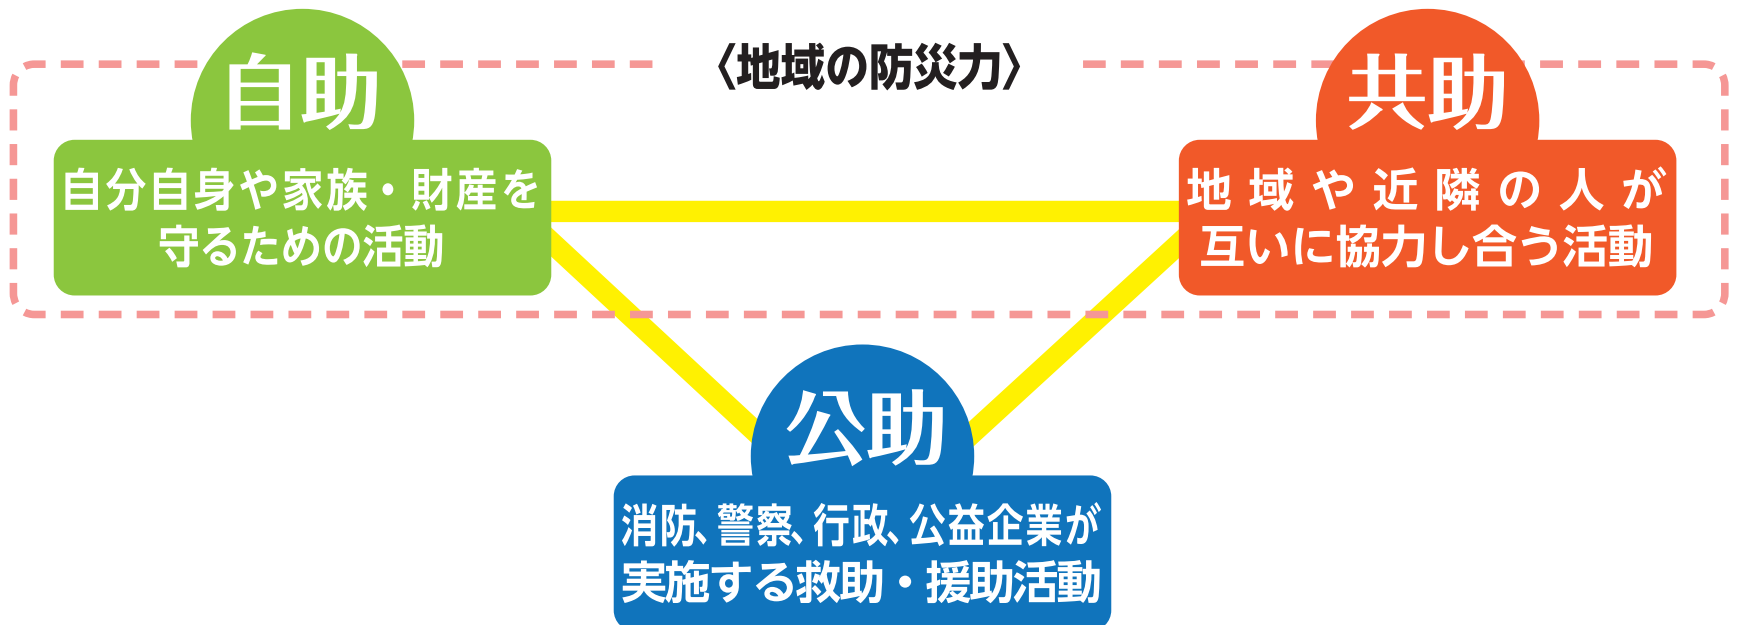 〈地域の防災力〉
自助
自分自身や家族・財産を
守るための活動
共助
地域や近隣の人が
互いに協力し合う活動
公助
消防、警察、行政、公益企業が
実施する救助・援助活動